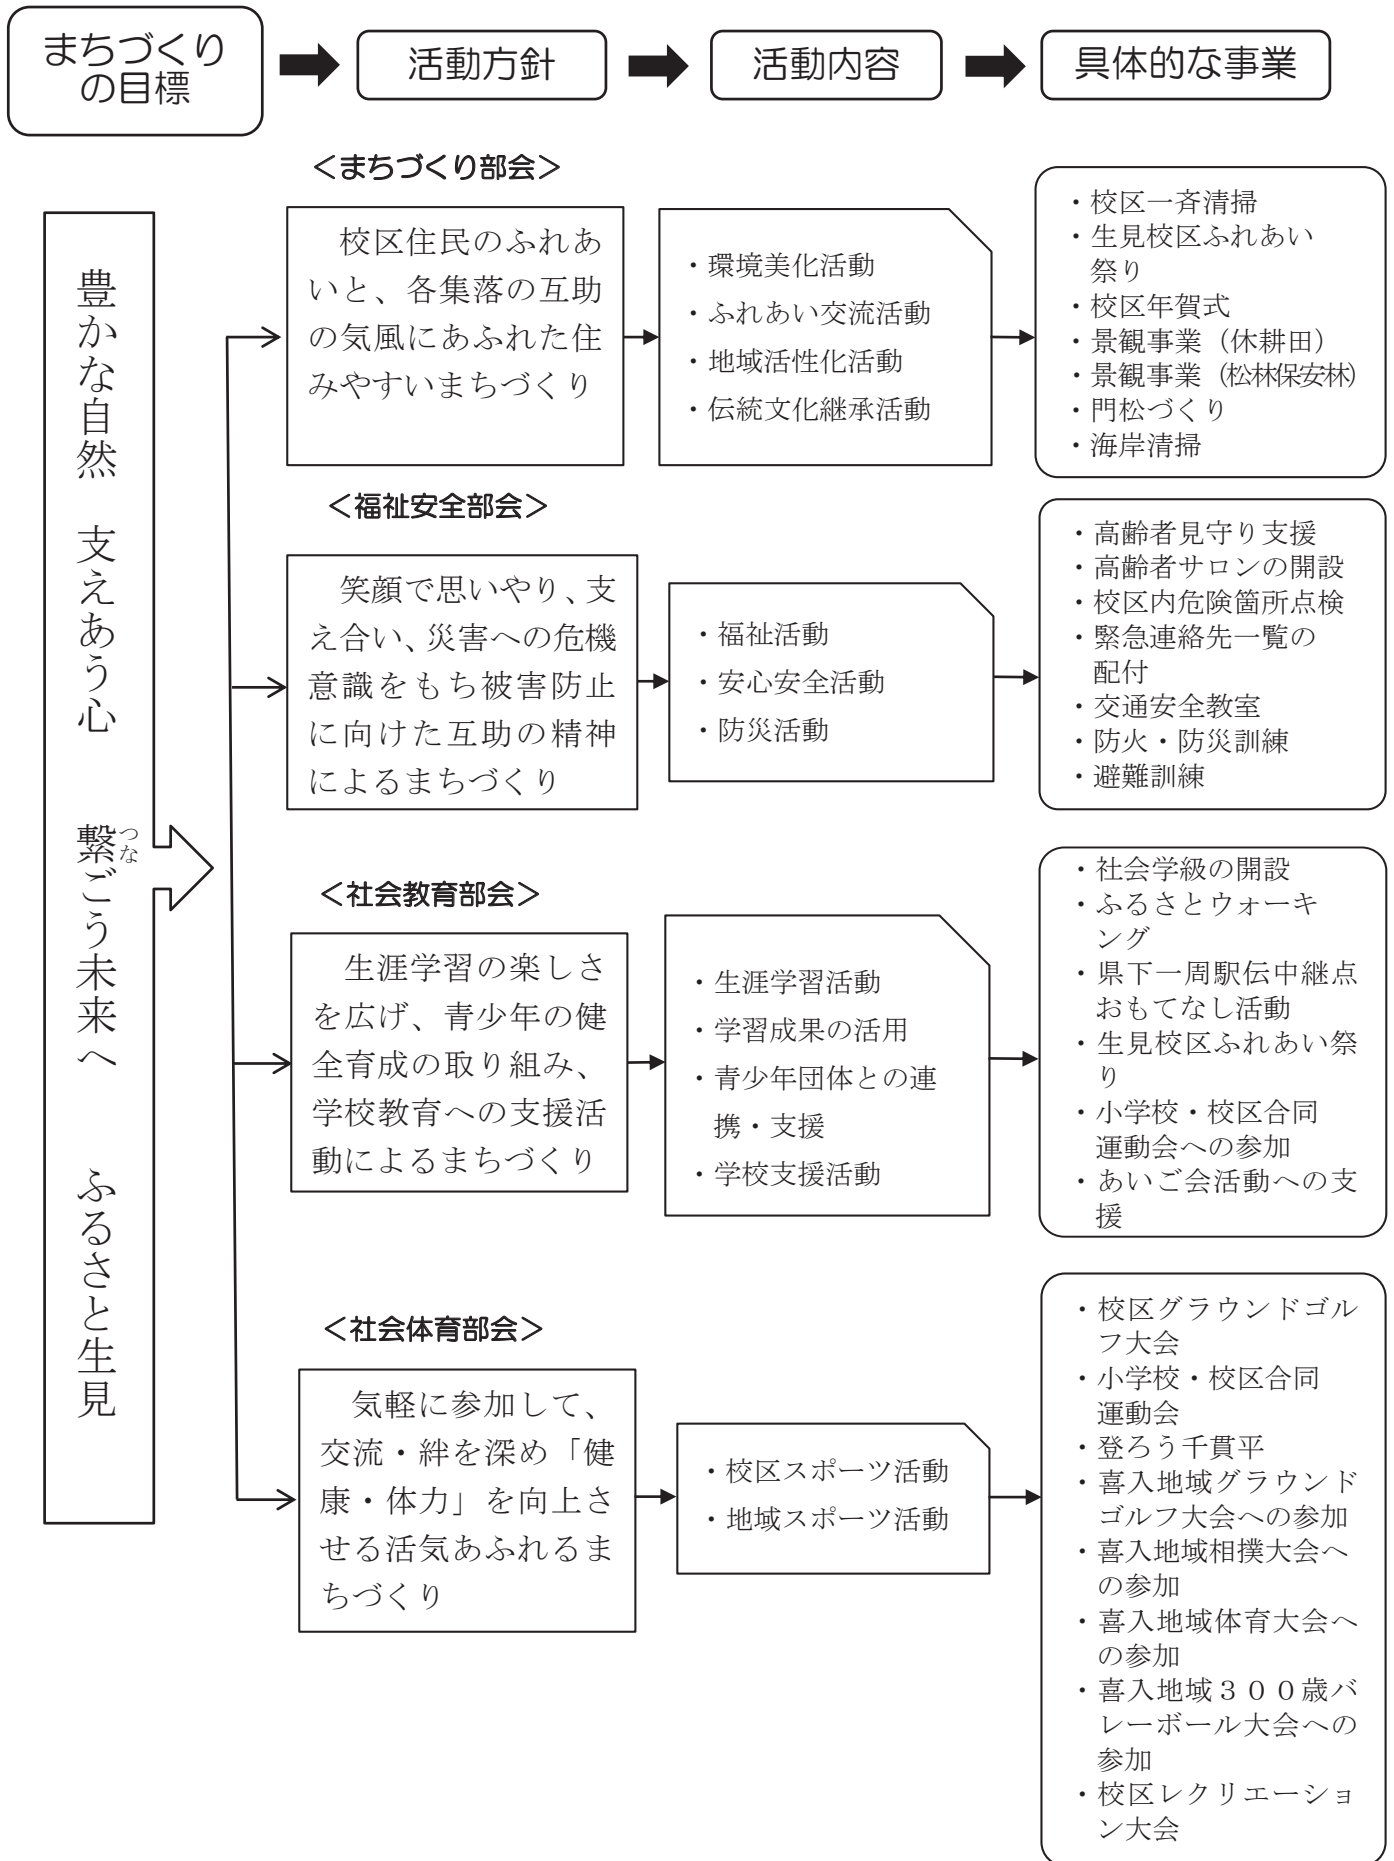 まちづくり
の目標
活動方針
活動内容
具体的な事業
豊かな自然　支えあう心　繋ごう未来へ　ふるさと生見
つな
＜まちづくり部会＞
校区住民のふれあ
いと、各集落の互助
の気風にあふれた住
みやすいまちづくり
・環境美化活動
・ふれあい交流活動
・地域活性化活動
・伝統文化継承活動
・校区一斉清掃
・生見校区ふれあい
祭り
・校区年賀式
・景観事業（休耕田）
・景観事業（松林保安林）
・門松づくり
・海岸清掃
＜福祉安全部会＞
笑顔で思いやり、支
え合い、災害への危機
意識をもち被害防止
に向けた互助の精神
によるまちづくり
・福祉活動
・安心安全活動
・防災活動
・高齢者見守り支援
・高齢者サロンの開設
・校区内危険箇所点検
・緊急連絡先一覧の
配付
・交通安全教室
・防火・防災訓練
・避難訓練
＜社会教育部会＞
生涯学習の楽しさ
を広げ、青少年の健
全育成の取り組み、
学校教育への支援活
動によるまちづくり
・生涯学習活動
・学習成果の活用
・青少年団体との連
携・支援
・学校支援活動
・社会学級の開設
・ふるさとウォーキ
ング
・県下一周駅伝中継点
おもてなし活動
・生見校区ふれあい祭
り
・小学校・校区合同
運動会への参加
・あいご会活動への支
援
＜社会体育部会＞
気軽に参加して、
交流・絆を深め「健
康・体力」を向上さ
せる活気あふれるま
ちづくり
・校区スポーツ活動
・地域スポーツ活動
・校区グラウンドゴル
フ大会
・小学校・校区合同
運動会
・登ろう千貫平
・喜入地域グラウンド
ゴルフ大会への参加
・喜入地域相撲大会へ
の参加
・喜入地域体育大会へ
の参加
・喜入地域３００歳バ
レーボール大会への
参加
・校区レクリエーショ
ン大会